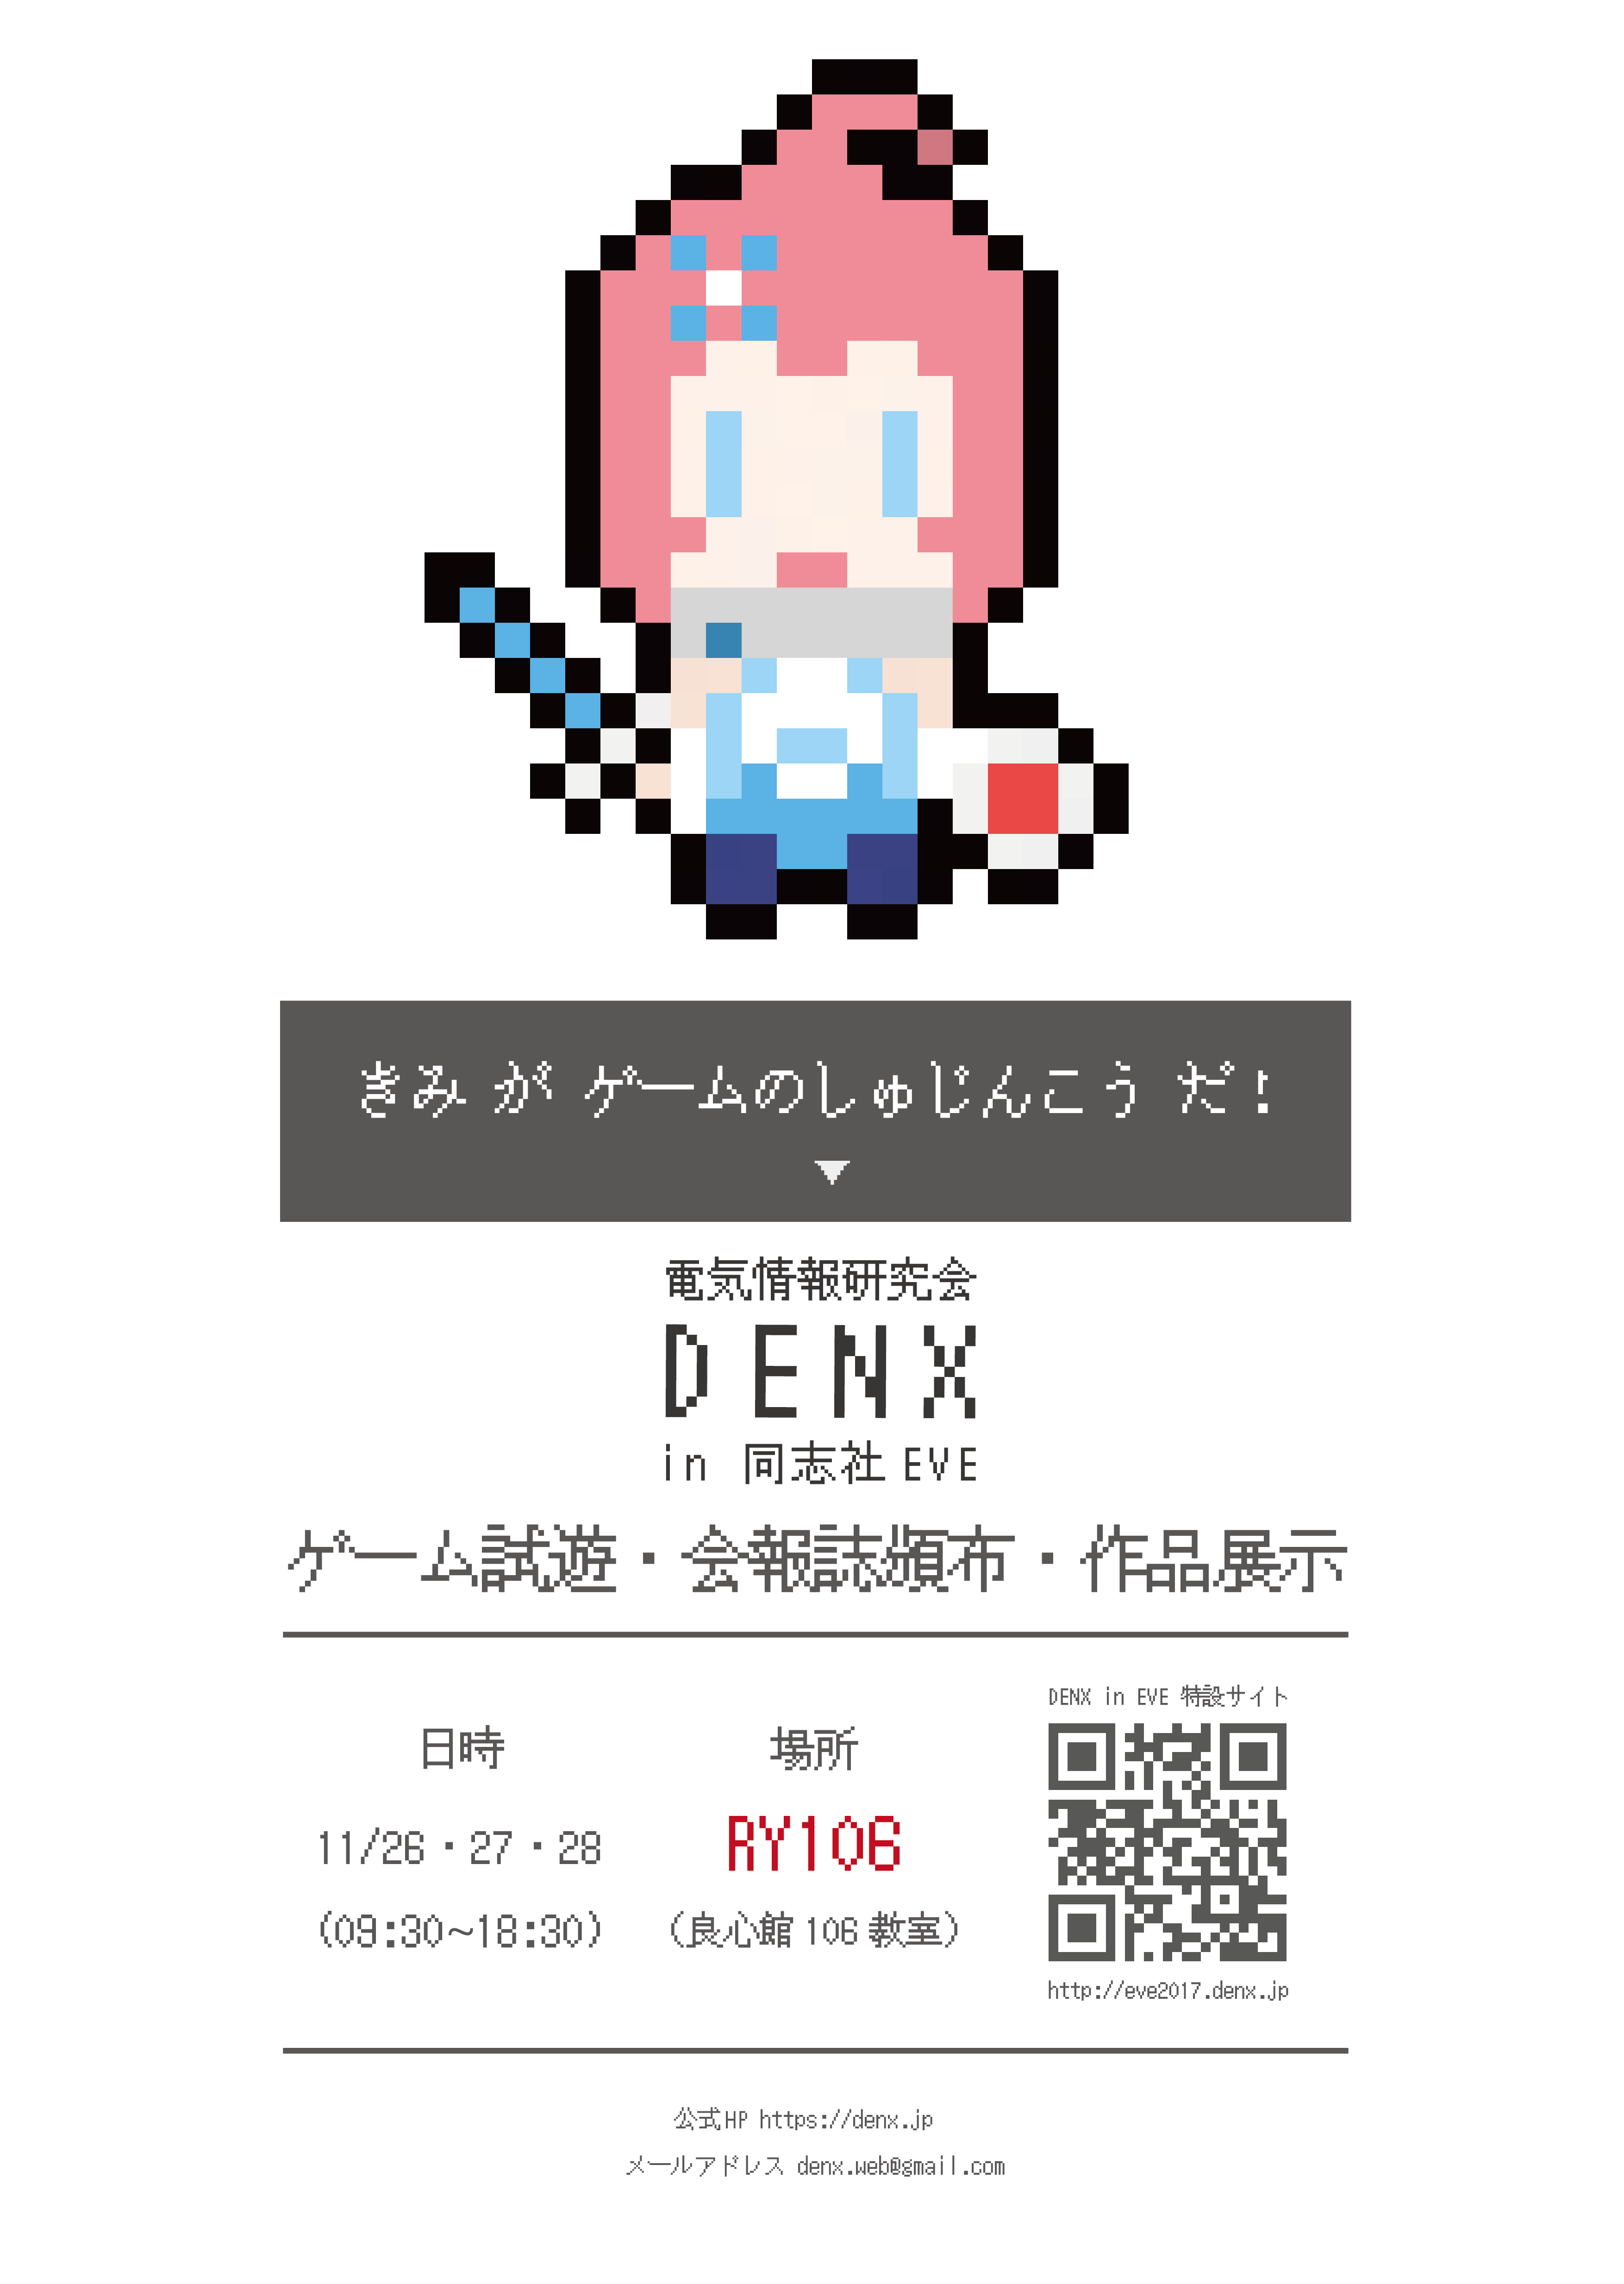 きみ が ゲームのしゅじんこう だ!
▼
電気情報研究会
DENX
in 同志社 EVE
ゲーム試遊・会報誌頒布・作品展示
日時
11/26・27・28
(09:30~18:30)
場所
RY106
(良心館 106 教室)
DENX in EVE 特設サイト
http://eve2017.denx.jp
公式HP https://denx.jp
メールアドレス denx.web@gmail.com